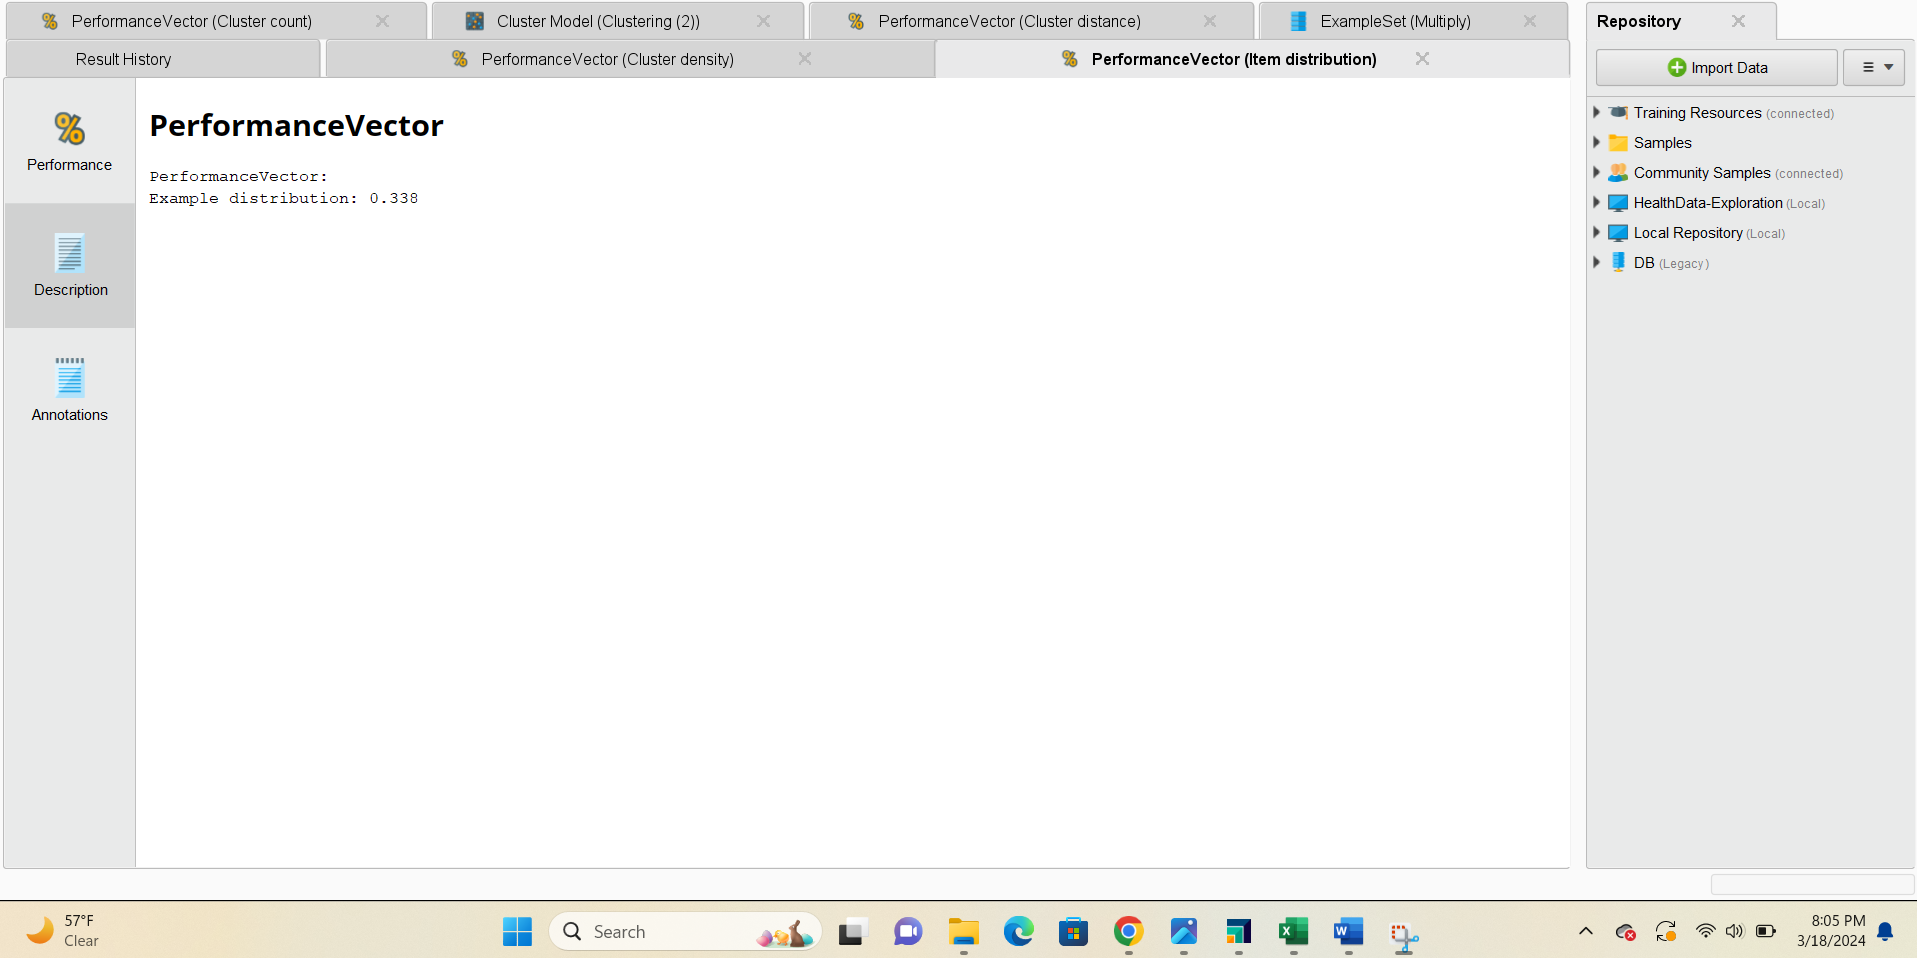 PerformanceVector (Cluster count)
Cluster Model (Clustering (2))
PerformanceVector (Cluster distance)
ExampleSet (Multiply)
Result History
PerformanceVector (Cluster density)
PerformanceVector (Item distribution)
Performance
Description
Annotations
PerformanceVector
PerformanceVector:
Example distribution: 0.338
Repository
Import Data
Training Resources (connected)
Samples
Community Samples (connected)
HealthData-Exploration (Local)
Local Repository (Local)
DB (Legacy)
57°F
Clear
Search
8:05 PM
3/18/2024